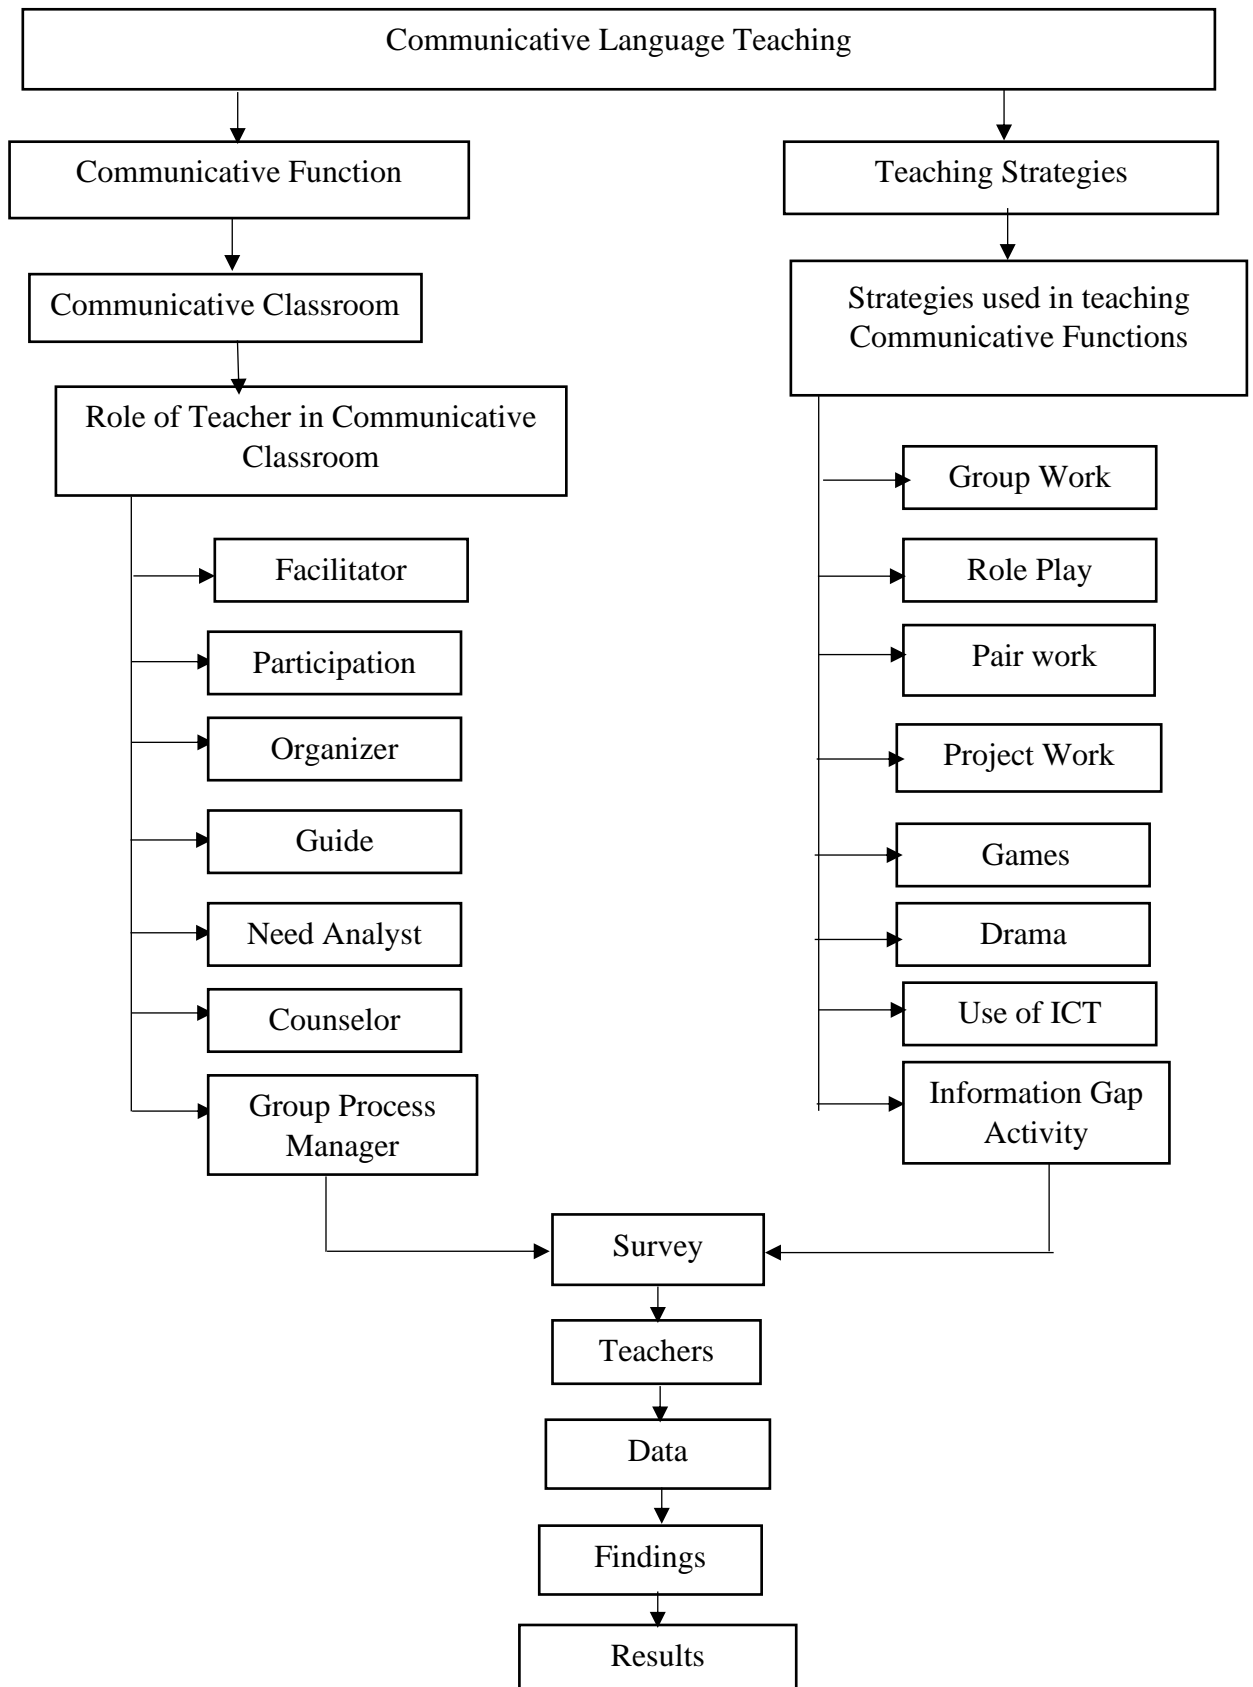 Communicative Language Teaching
Communicative Function
Teaching Strategies
Communicative Classroom
Strategies used in teaching
Communicative Functions
Role of Teacher in Communicative
Classroom
Group Work
Facilitator
Role Play
Participation
Pair work
Organizer
Project Work
Guide
Games
Need Analyst
Drama
Counselor
Use of ICT
Group Process
Manager
Information Gap
Activity
Survey
Teachers
Data
Findings
Results